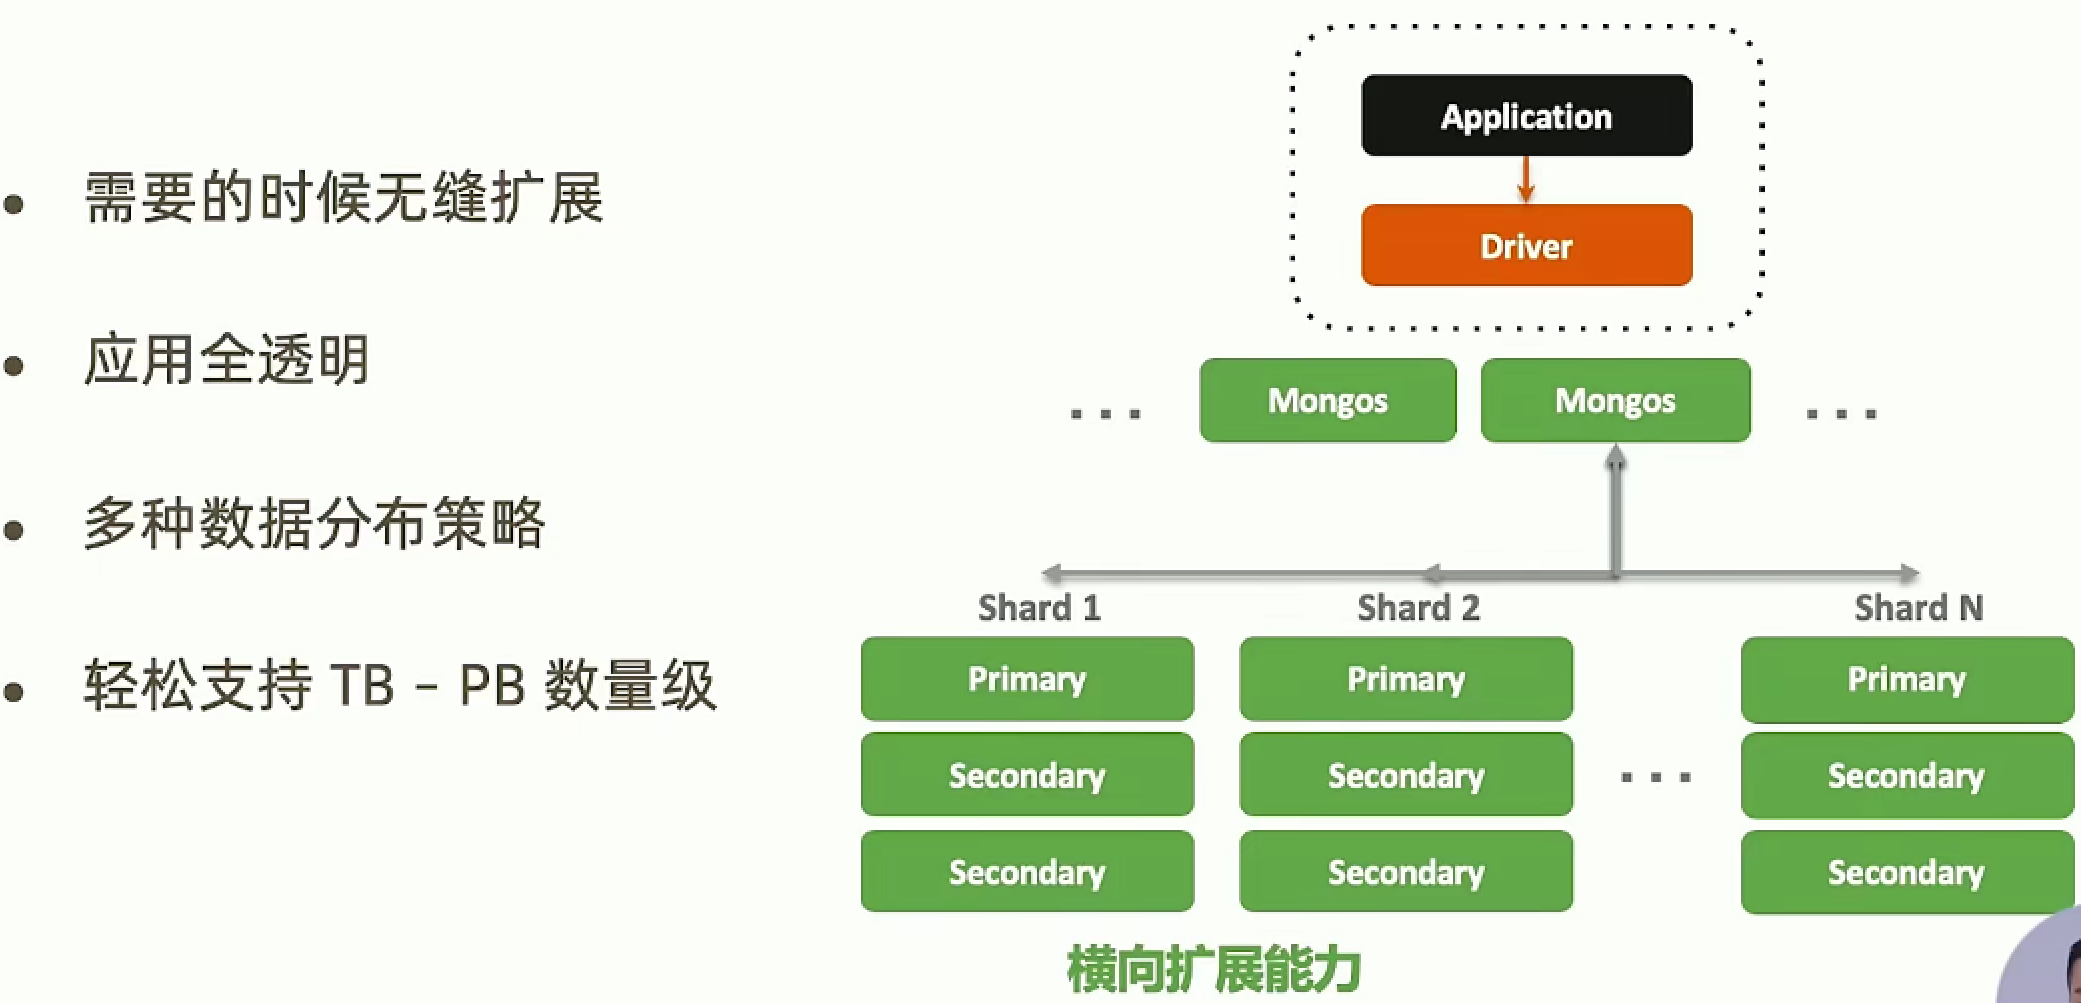 需要的时候无缝扩展
应用全透明
多种数据分布策略
轻松支持 TB – PB 数量级
Application
Driver
... Mongos Mongos ...
Shard 1 Shard 2 Shard N
Primary Primary Primary
Secondary Secondary ... Secondary
Secondary Secondary Secondary
横向扩展能力